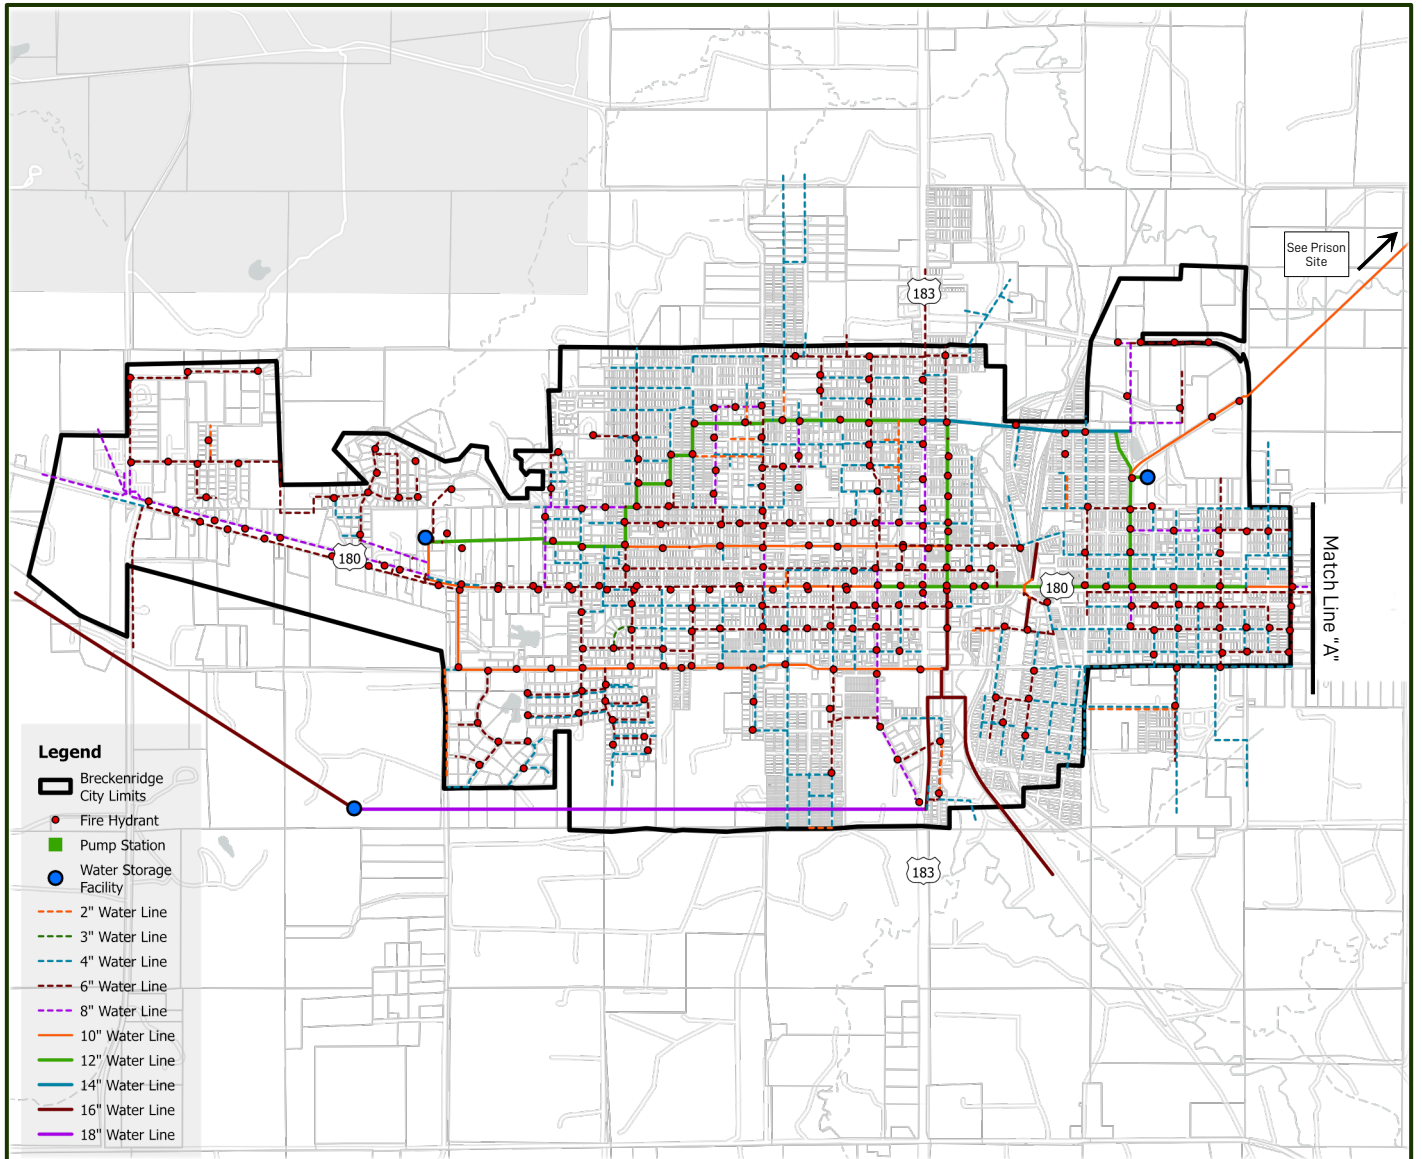 183
See Prison
Site
180
180
Match Line "A"
183
Legend
Breckenridge
City Limits
Fire Hydrant
Pump Station
Water Storage
Facility
2" Water Line
3" Water Line
4" Water Line
6" Water Line
8" Water Line
10" Water Line
12" Water Line
14" Water Line
16" Water Line
18" Water Line